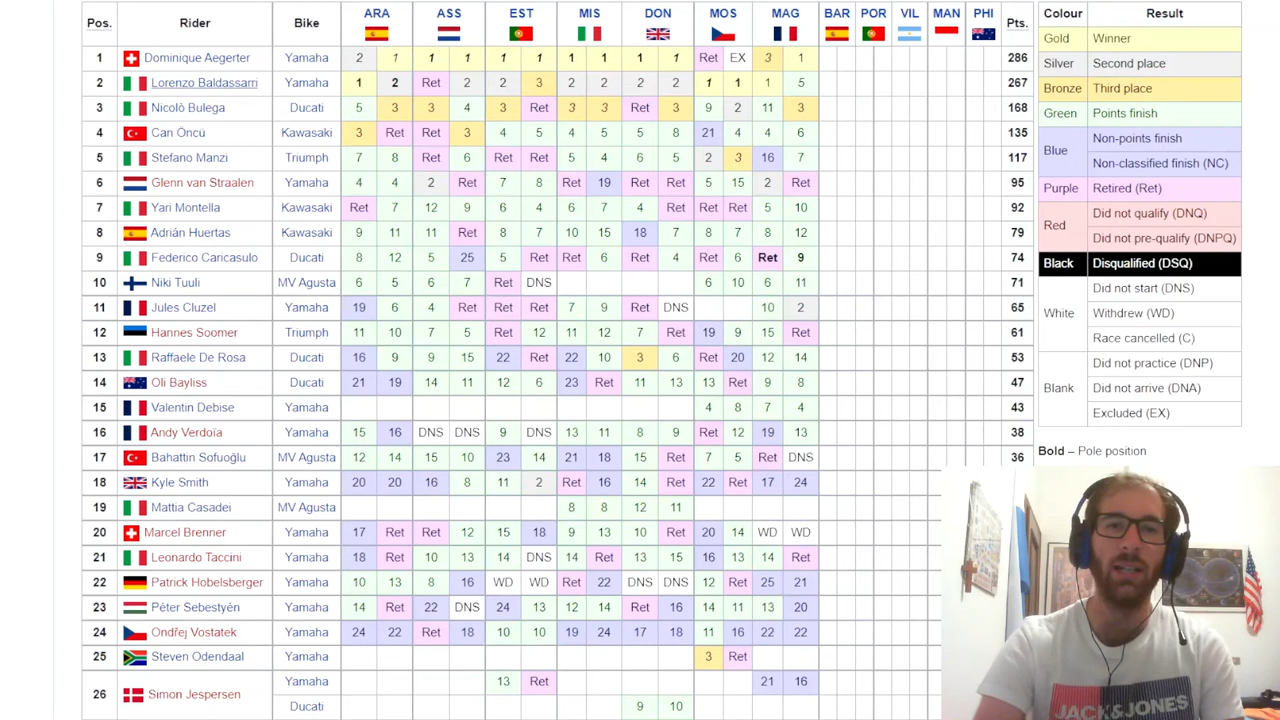 Pos. Rider Bike ARA ASS EST MIS DON MOS MAG BAR POR VIL MAN PHI Pts.
1 Dominique Aegerter Yamaha 2 1 1 1 1 1 1 1 1 1 Ret EX 3 1 286
2 Lorenzo Baldassarri Yamaha 1 2 Ret 2 2 3 2 2 2 2 1 1 1 5 267
3 Nicolò Bulega Ducati 5 3 3 4 3 Ret 3 3 Ret 3 9 2 11 3 168
4 Can Öncü Kawasaki 3 Ret Ret 3 4 5 5 5 5 8 21 4 4 6 135
5 Stefano Manzi Triumph 7 8 Ret 6 Ret Ret 5 4 6 5 2 3 16 7 117
6 Glenn van Straalen Yamaha 4 4 2 Ret 7 8 Ret 19 Ret Ret 5 15 2 Ret 95
7 Yari Montella Kawasaki Ret 7 12 9 6 4 6 7 4 Ret Ret Ret 5 10 92
8 Adrián Huertas Kawasaki 9 11 11 Ret 8 7 10 15 18 7 8 7 8 12 79
9 Federico Caricasulo Ducati 8 12 5 25 5 Ret Ret 6 Ret 4 Ret 6 Ret 9 74
10 Niki Tuuli MV Agusta 6 5 6 7 Ret DNS 6 10 6 11 71
11 Jules Cluzel Yamaha 19 6 4 Ret Ret Ret 7 9 Ret DNS 10 2 65
12 Hannes Soomer Triumph 11 10 7 5 Ret 12 11 12 7 Ret 19 9 15 Ret 61
13 Raffaele De Rosa Ducati 16 9 9 15 22 Ret 22 10 3 6 Ret 20 12 14 53
14 Oli Bayliss Ducati 21 19 14 11 12 6 23 Ret 11 13 13 Ret 9 8 47
15 Valentin Debise Yamaha 4 8 7 4 43
16 Andy Verdoïa Yamaha 15 16 DNS DNS 9 DNS 13 11 8 9 Ret 12 19 13 38
17 Bahattin Sofuoğlu MV Agusta 12 14 15 10 23 14 21 18 15 Ret 7 5 Ret DNS 36
18 Kyle Smith Yamaha 20 20 16 8 11 2 Ret 16 14 Ret 22 Ret 17 24
19 Mattia Casadei MV Agusta 8 8 12 11
20 Marcel Brenner Yamaha 17 Ret Ret 12 15 18 14 13 10 Ret 20 14 WD WD
21 Leonardo Taccini Yamaha 18 Ret 10 13 14 DNS 15 Ret 13 15 16 13 14 Ret
22 Patrick Hobelsberger Yamaha 10 13 8 16 WD WD Ret 22 DNS DNS 12 Ret 25 21
23 Péter Sebestyén Yamaha 14 Ret 22 DNS 24 13 12 14 Ret 16 14 11 13 20
24 Ondřej Vostatek Yamaha 24 22 Ret 18 10 10 19 24 17 18 11 16 22 22
25 Steven Odendaal Yamaha 3 Ret
26 Simon Jespersen Yamaha 13 Ret 21 16
Ducati 9 10
Colour Result
Gold Winner
Silver Second place
Bronze Third place
Green Points finish
Blue Non-points finish
Non-classified finish (NC)
Purple Retired (Ret)
Red Did not qualify (DNQ)
Did not pre-qualify (DNPQ)
Black Disqualified (DSQ)
White Did not start (DNS)
Withdrew (WD)
Race cancelled (C)
Blank Did not practice (DNP)
Did not arrive (DNA)
Excluded (EX)
Bold – Pole position
JACK&JONES